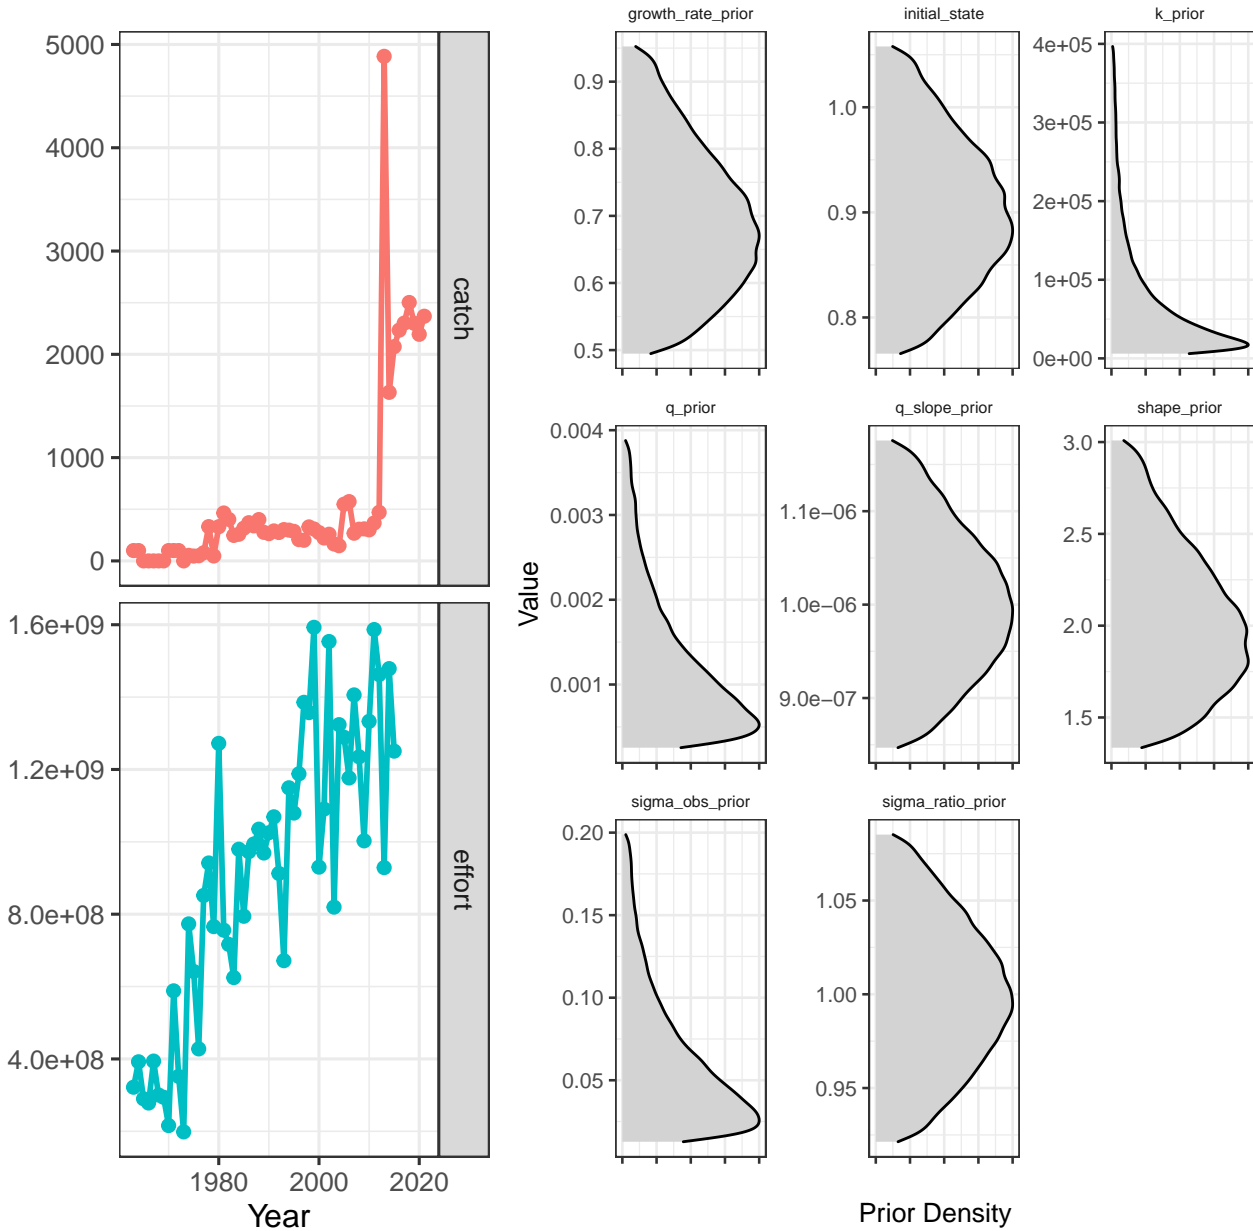 growth_rate_prior
initial_state
k_prior
5000
4000
3000
2000
1000
0
catch
0.9
0.8
0.7
0.6
0.5
1.0
0.9
0.8
4e+05
3e+05
2e+05
1e+05
0e+00
q_prior
q_slope_prior
shape_prior
Value
0.004
0.003
0.002
0.001
1.1e−06
1.0e−06
9.0e−07
3.0
2.5
2.0
1.5
1.6e+09
1.2e+09
8.0e+08
4.0e+08
effort
sigma_obs_prior
sigma_ratio_prior
0.20
0.15
0.10
0.05
1.05
1.00
0.95
1980
2000
2020
Year
Prior Density